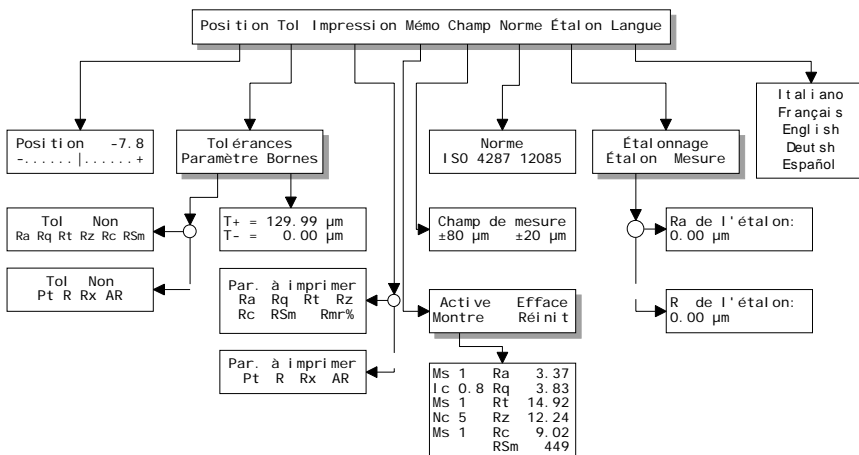 Position Tol Impression Mémo Champ Norme Étalon Langue
Italiano
Français
English
Deutsh
Español
Position -7.8
-......|......+
Tolérances
Paramètre Bornes
Norme
ISO 4287 12085
Étalonnage
Étalon Mesure
Tol Non
Ra Rq Rt Rz Rc RSm
T+ = 129.99 µm
T- = 0.00 µm
Champ de mesure
±80 µm ±20 µm
Ra de l'étalon:
0.00 µm
Tol Non
Pt R Rx AR
Par. à imprimer
Ra Rq Rt Rz
Rc RSm Rmr%
Active Efface
Montre Réinit
R de l'étalon:
0.00 µm
Par. à imprimer
Pt R Rx AR
Ms 1 Ra 3.37
lc 0.8 Rq 3.83
Ms 1 Rt 14.92
Nc 5 Rz 12.24
Ms 1 Rc 9.02
RSm 449